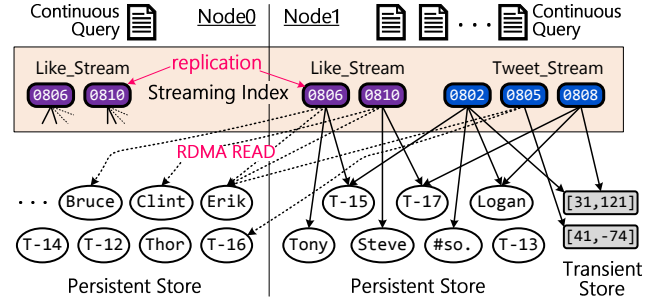 Continuous Query
Node0
Node1
· · ·
Continuous Query
Like_Stream
replication
Like_Stream
Tweet_Stream
0806
0810
Streaming Index
0806
0810
0802
0805
0808
RDMA READ
· · ·
Bruce
Clint
Erik
T-15
T-17
Logan
[31,121]
T-14
T-12
Thor
T-16
Tony
Steve
#so.
T-13
[41,-74]
Persistent Store
Persistent Store
Transient Store